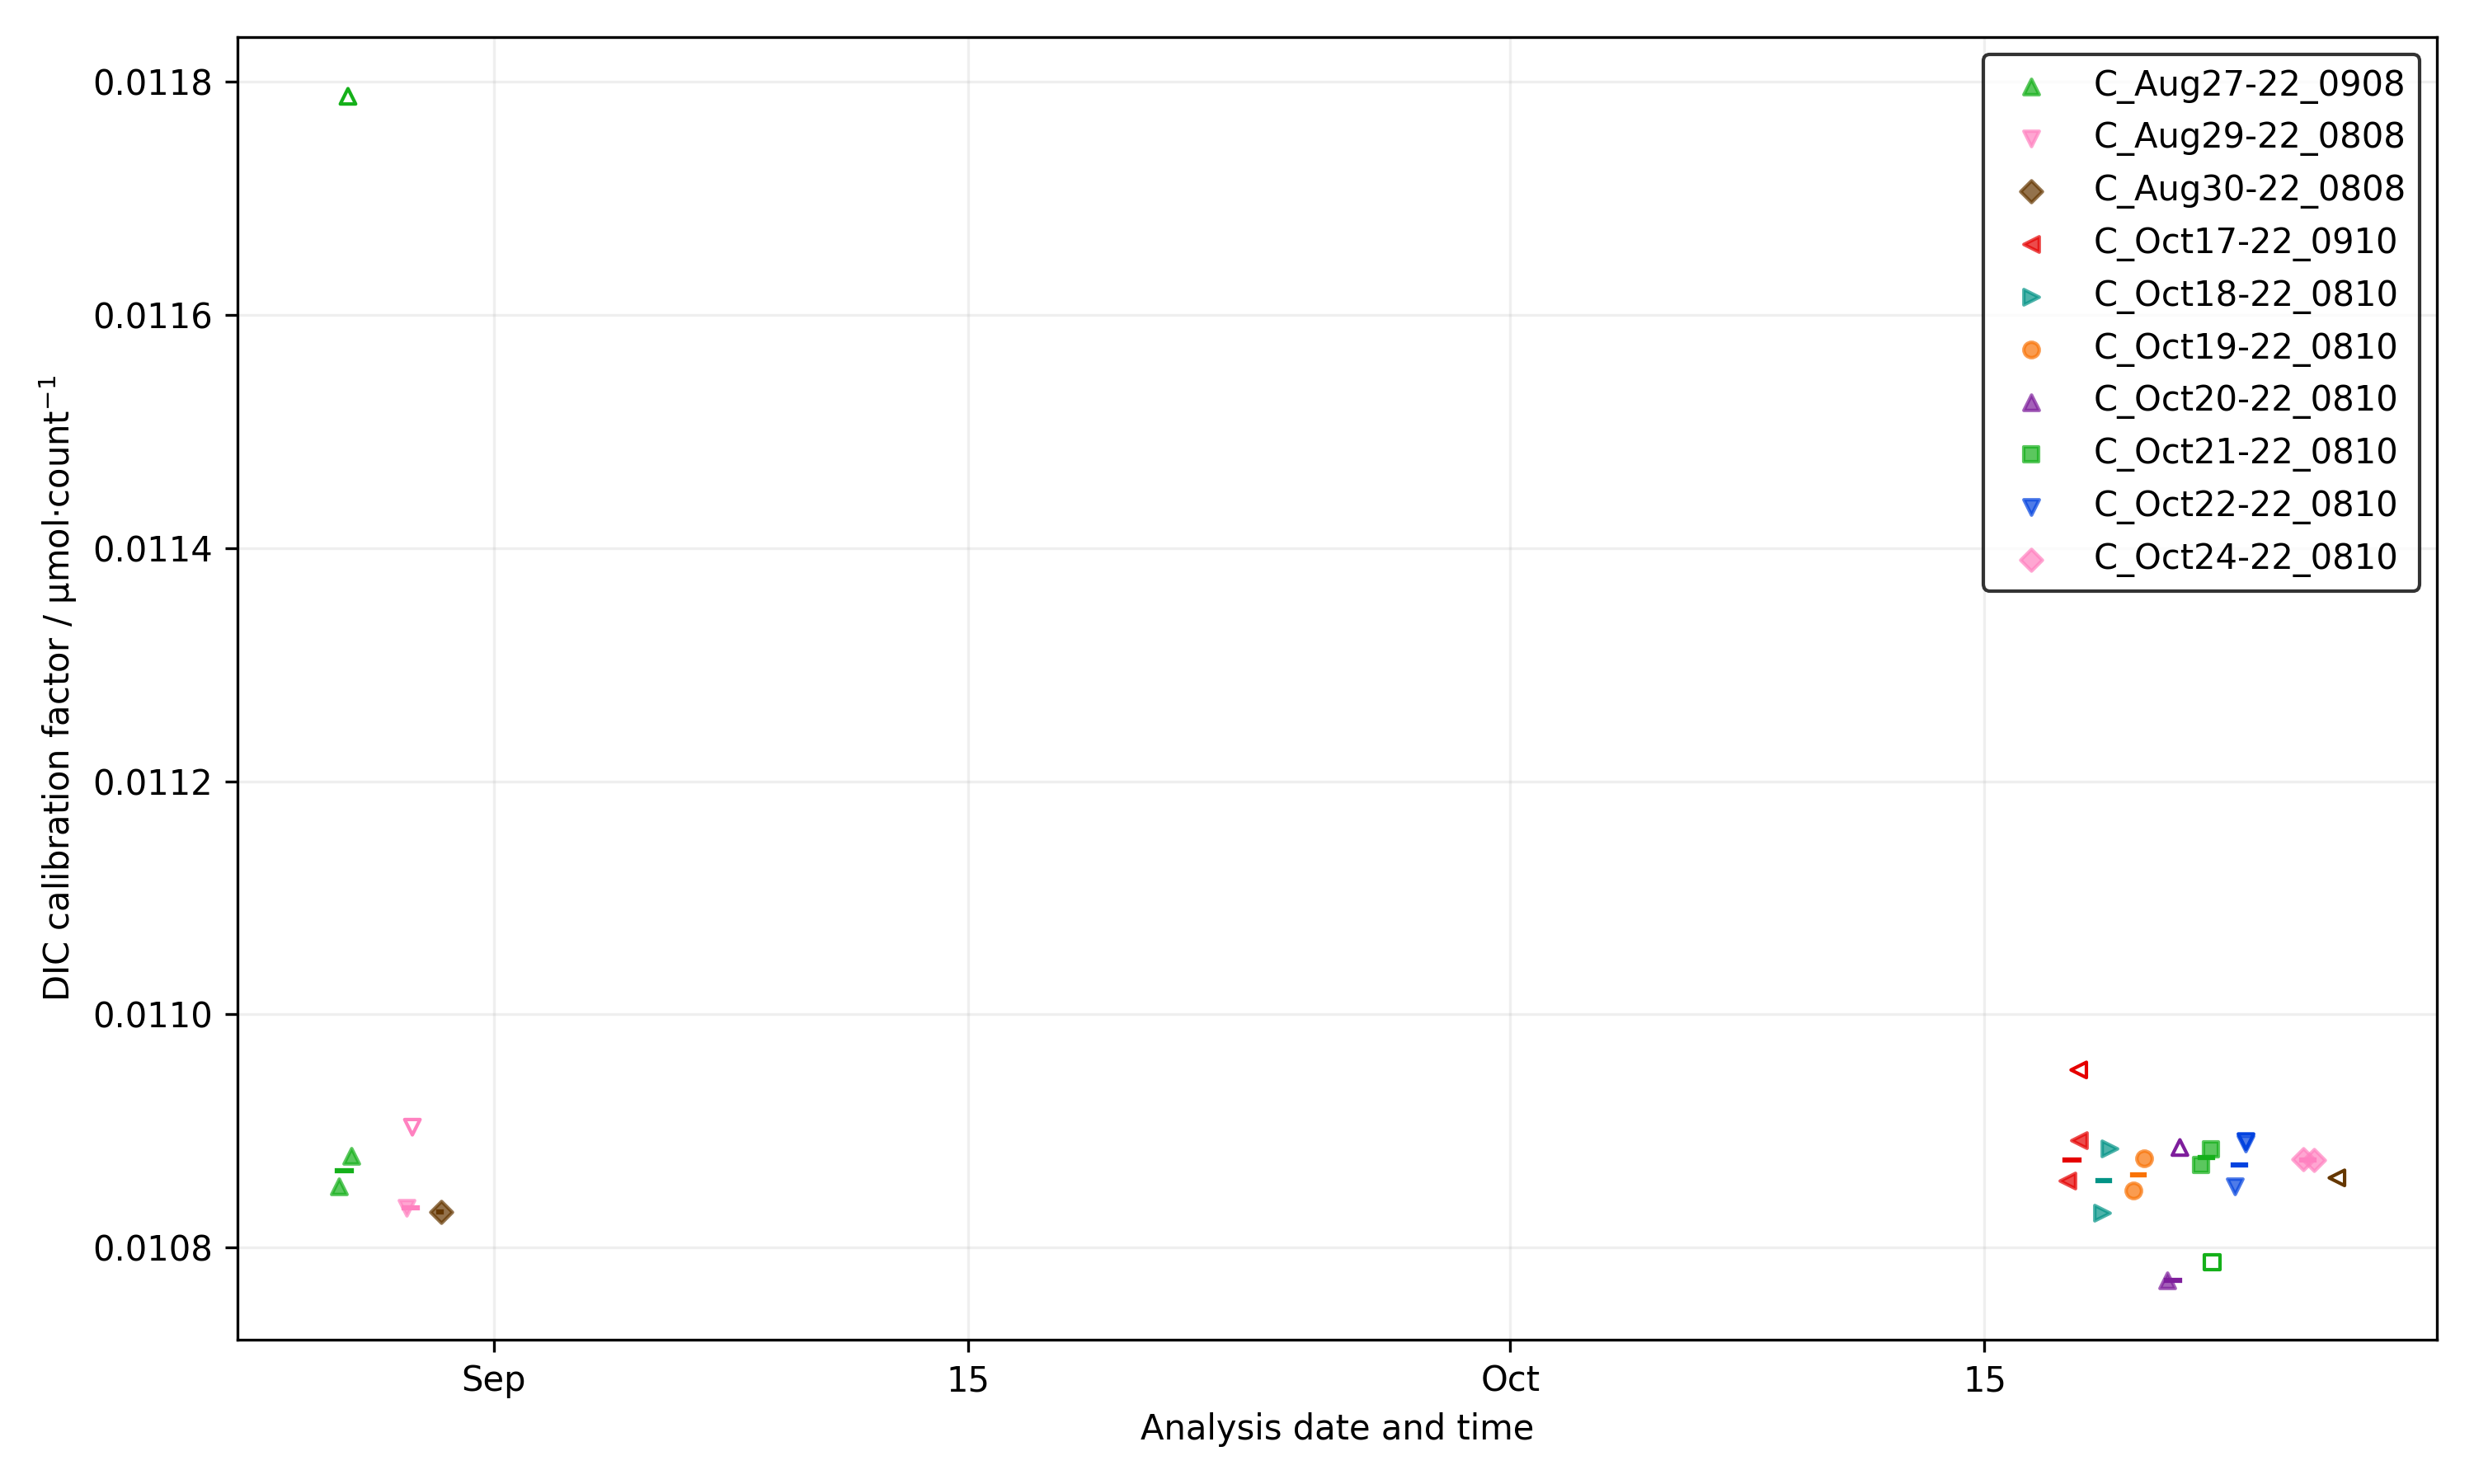 0.0118
0.0116
0.0114
0.0112
0.0110
0.0108
DIC calibration factor / µmol·count⁻¹
C_Aug27-22_0908
C_Aug29-22_0808
C_Aug30-22_0808
C_Oct17-22_0910
C_Oct18-22_0810
C_Oct19-22_0810
C_Oct20-22_0810
C_Oct21-22_0810
C_Oct22-22_0810
C_Oct24-22_0810
Sep 15 Oct 15
Analysis date and time